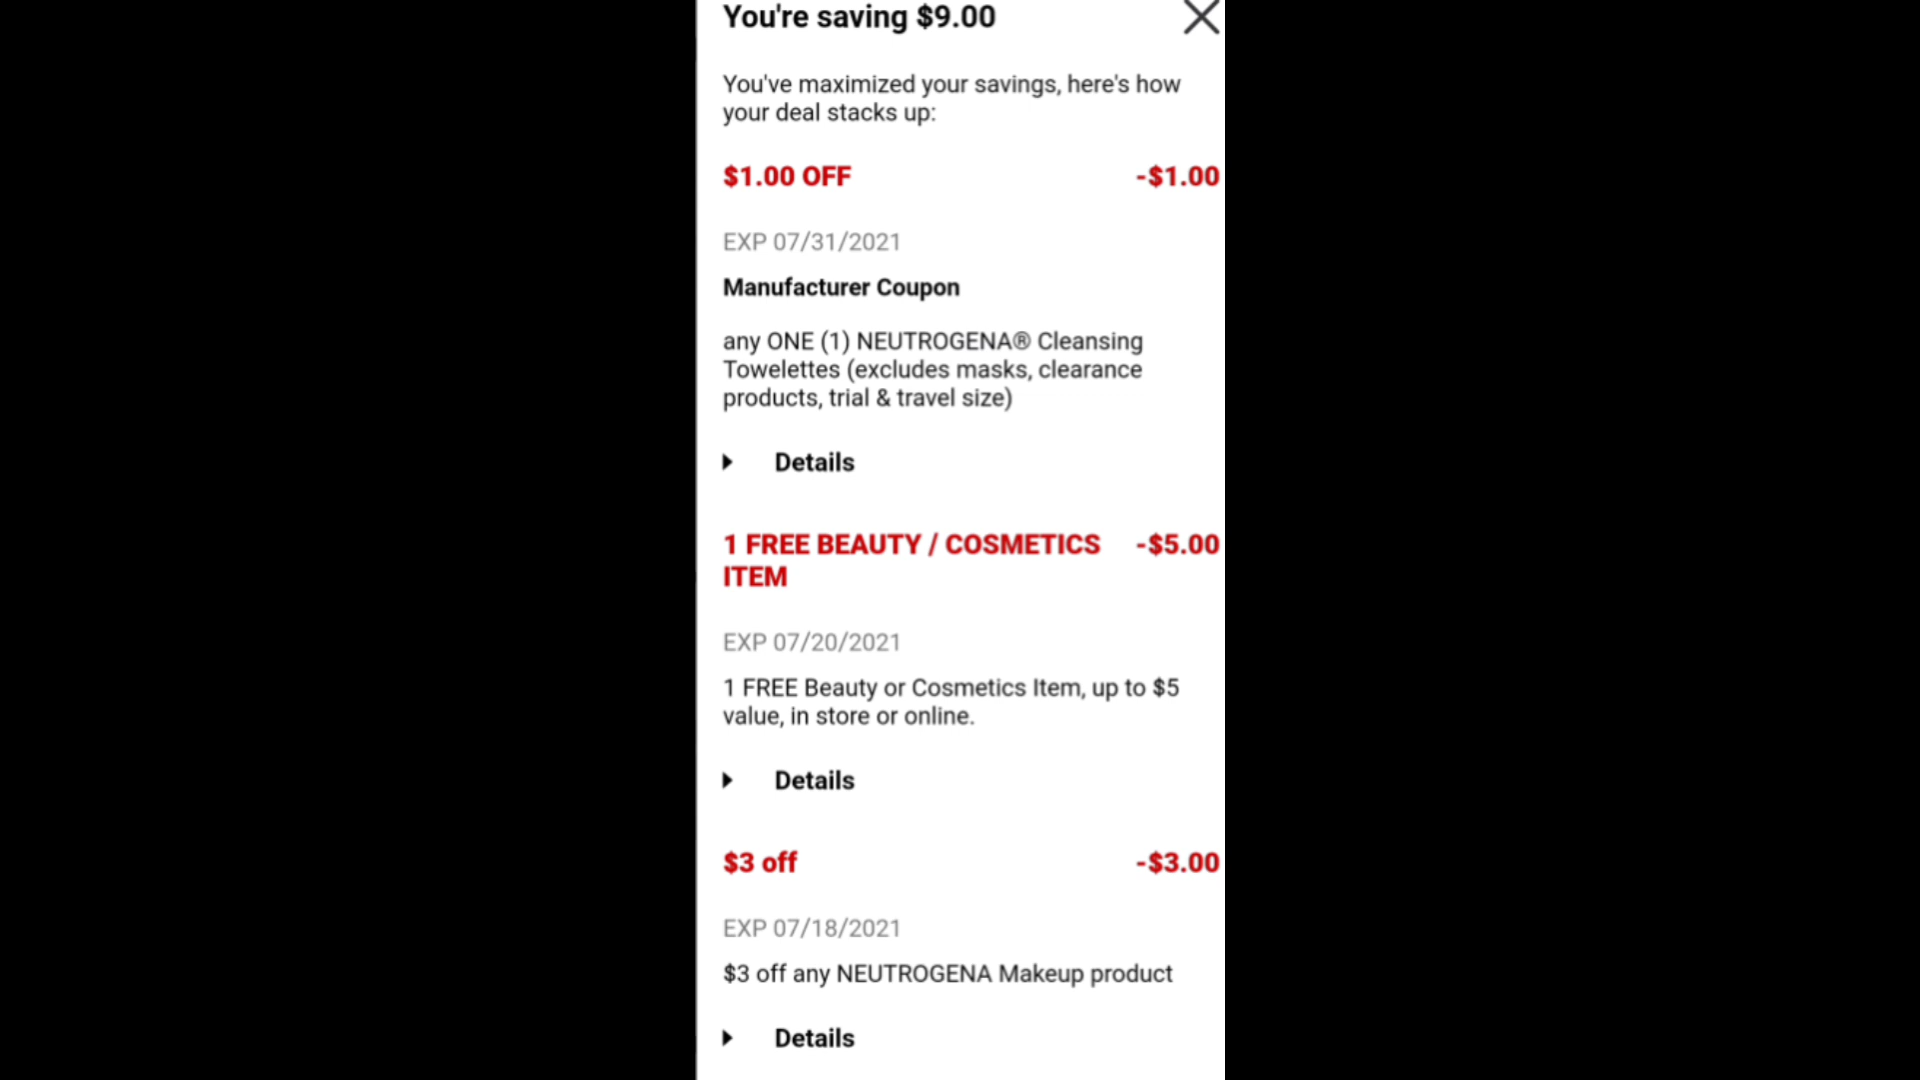 You're saving $9.00
You've maximized your savings, here's how
your deal stacks up:
$1.00 OFF -$1.00
EXP 07/31/2021
Manufacturer Coupon
any ONE (1) NEUTROGENA® Cleansing
Towelettes (excludes masks, clearance
products, trial & travel size)
Details
1 FREE BEAUTY / COSMETICS -$5.00
ITEM
EXP 07/20/2021
1 FREE Beauty or Cosmetics Item, up to $5
value, in store or online.
Details
$3 off -$3.00
EXP 07/18/2021
$3 off any NEUTROGENA Makeup product
Details